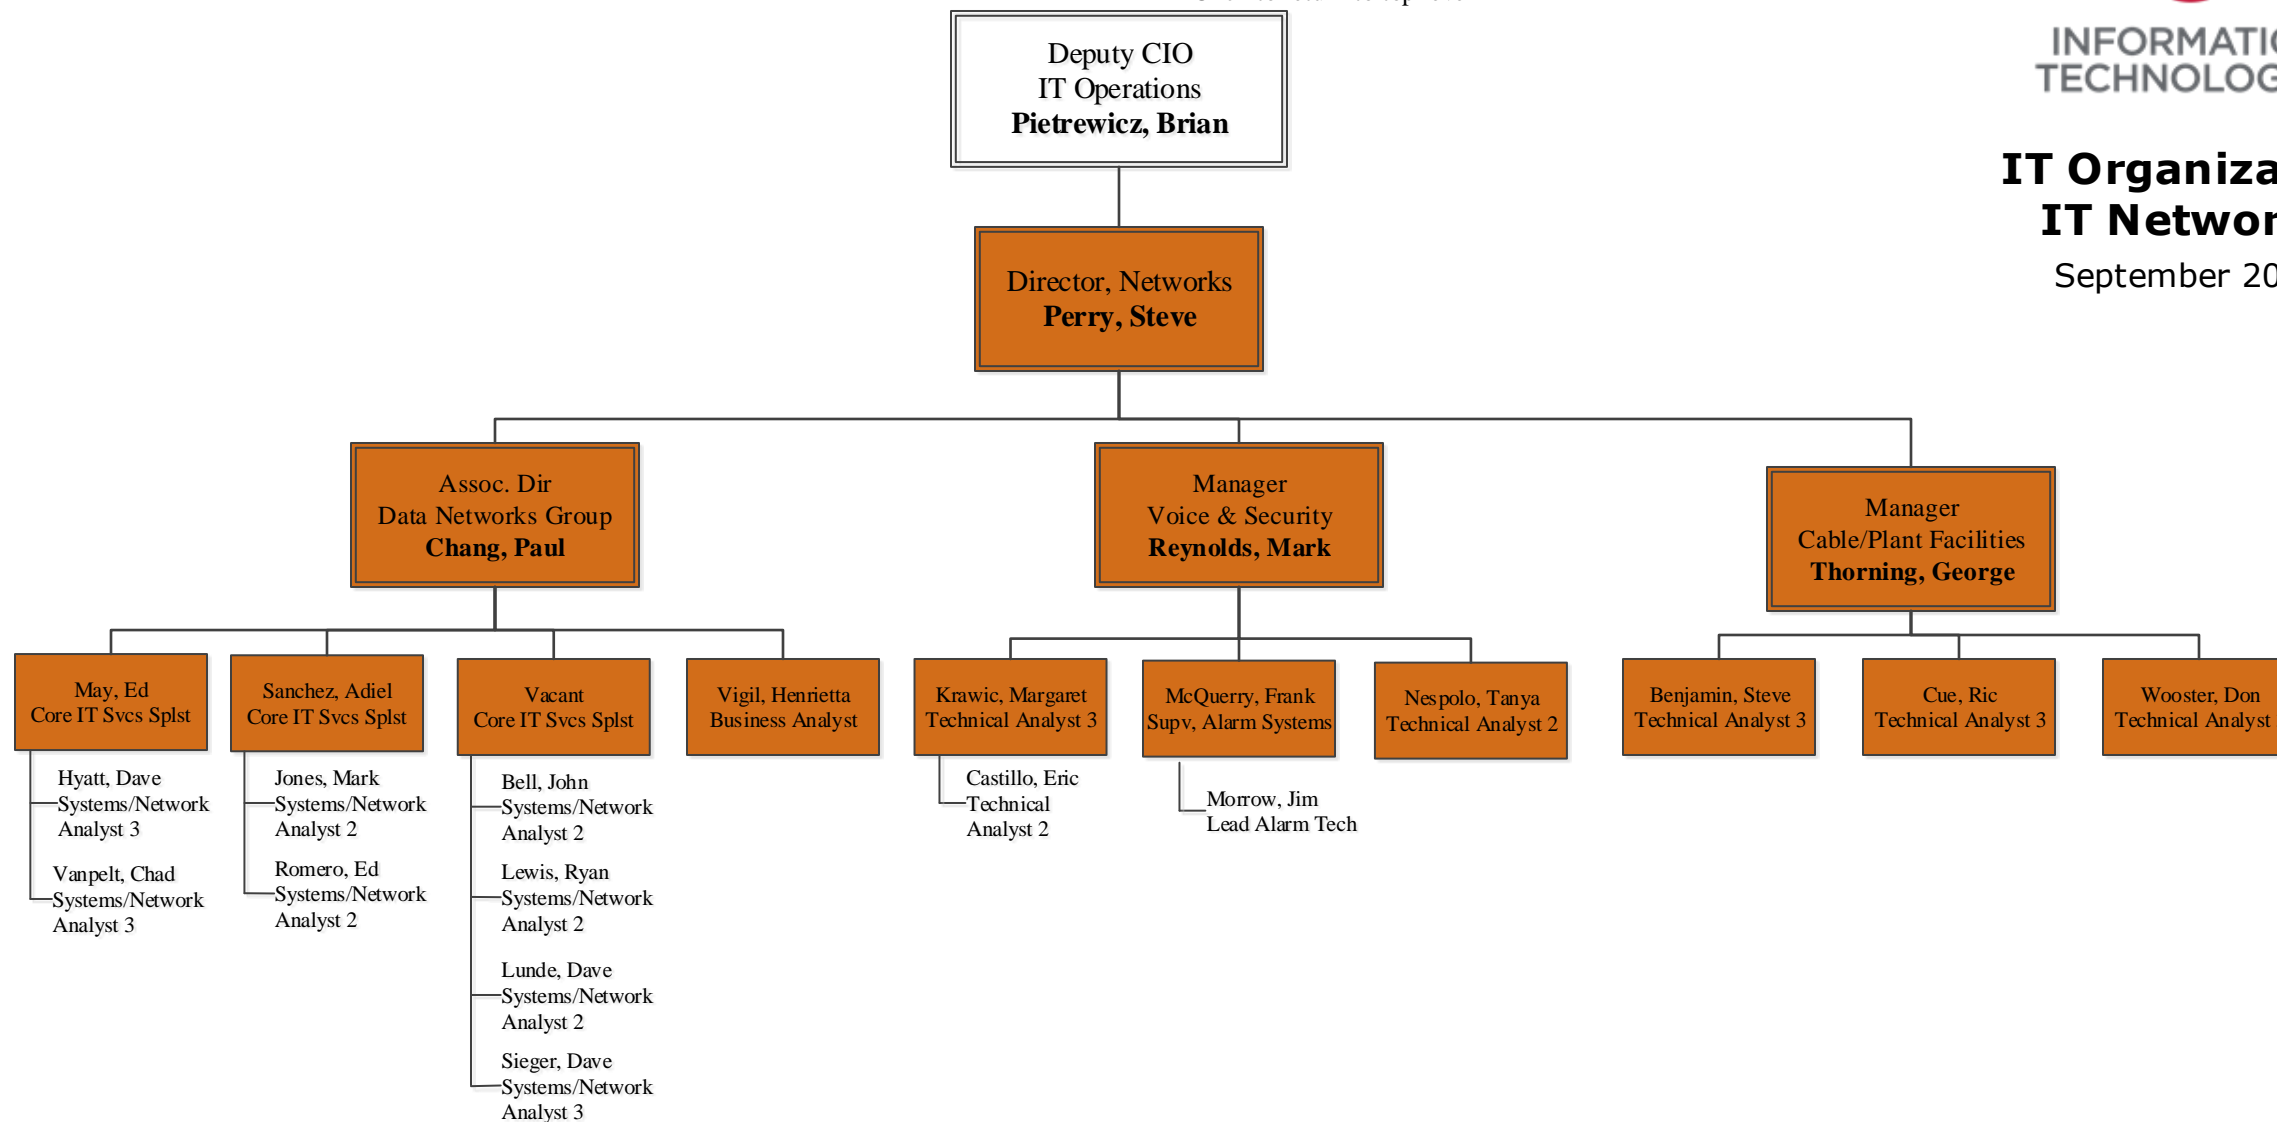 Deputy CIO
IT Operations
Pietrewicz, Brian
IT
September
Director, Networks
Perry, Steve
Assoc. Dir
Data Networks Group
Chang, Paul
Manager
Voice & Security
Reynolds, Mark
Manager
Cable/Plant Facilities
Thorning, George
May, Ed
Core IT Svcs Splst
Hyatt, Dave
Systems/Network
Analyst 3
Vanpelt, Chad
Systems/Network
Analyst 3
Sanchez, Adiel
Core IT Svcs Splst
Jones, Mark
Systems/Network
Analyst 2
Romero, Ed
Systems/Network
Analyst 2
Vacant
Core IT Svcs Splst
Bell, John
Systems/Network
Analyst 2
Lewis, Ryan
Systems/Network
Analyst 2
Lunde, Dave
Systems/Network
Analyst 2
Sieger, Dave
Systems/Network
Analyst 3
Vigil, Henrietta
Business Analyst
Krawic, Margaret
Technical Analyst 3
Castillo, Eric
Technical
Analyst 2
McQuerry, Frank
Supv, Alarm Systems
Morrow, Jim
Lead Alarm Tech
Nespolo, Tanya
Technical Analyst 2
Benjamin, Steve
Technical Analyst 3
Cue, Ric
Technical Analyst 3
Wooster, Don
Technical Analyst